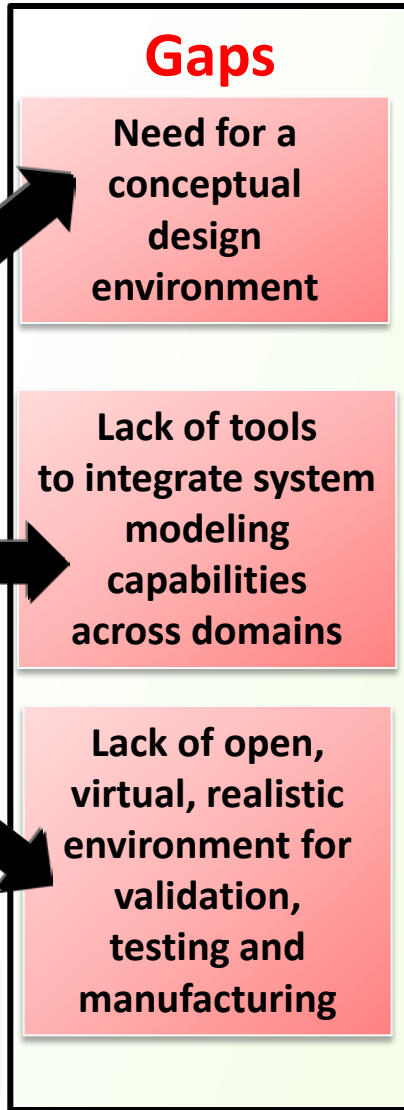 Gaps
Need for a
conceptual
design
environment
Lack of tools
to integrate system
modeling
capabilities
across domains
Lack of open,
virtual, realistic
environment for
validation,
testing and
manufacturing